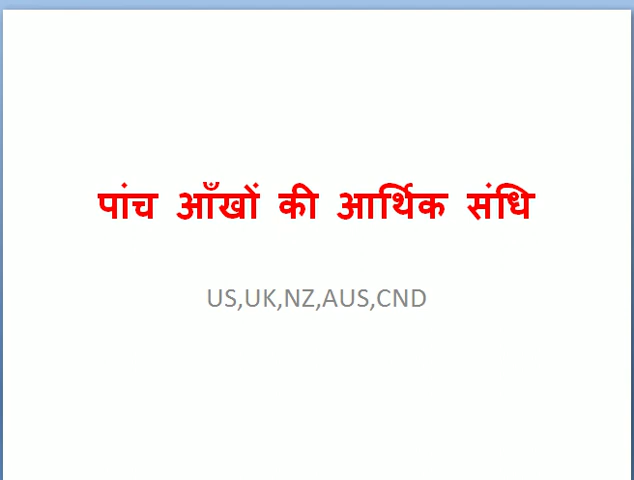 पांच आँखों की आर्थिक संधि
US,UK,NZ,AUS,CND